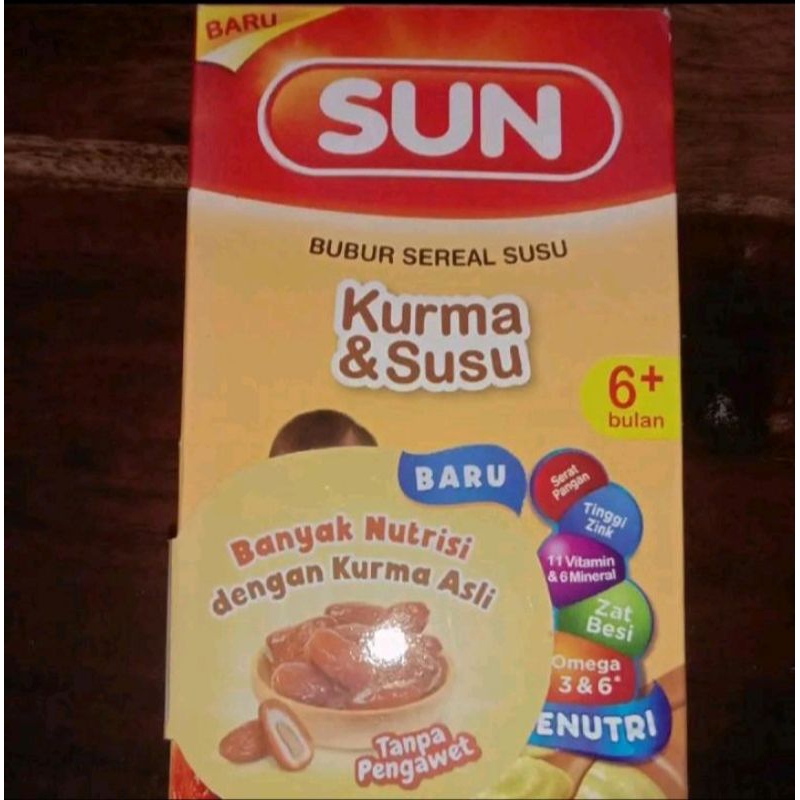 BARU
SUN
BUBUR SEREAL SUSU
Kurma
&Susu
6+
bulan
BARU
Banyak Nutrisi
dengan Kurma Asli
Serat
Pangan
Tinggi
Zink
11 Vitamin
& 6 Mineral
Zat
Besi
Omega
3 & 6*
ENUTRI
Tanpa
Pengawet